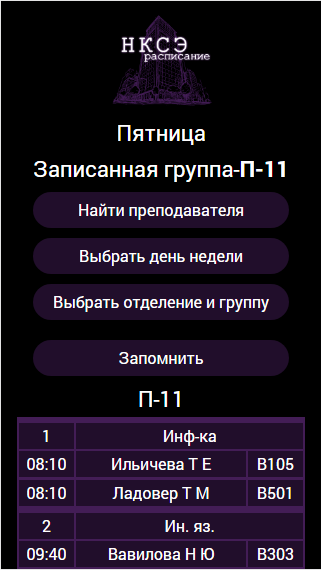 НКСЭ
расписание
Пятница
Записанная группа-П-11
Найти преподавателя
Выбрать день недели
Выбрать отделение и группу
Запомнить
П-11
1 Инф-ка
08:10 Ильичева Т Е В105
08:10 Ладовер Т М В501
2 Ин. яз.
09:40 Вавилова Н Ю В303